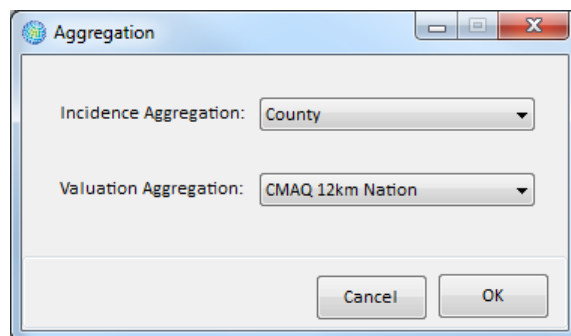 Aggregation
Incidence Aggregation: County
Valuation Aggregation: CMAQ 12km Nation
Cancel OK